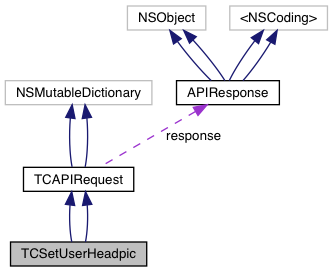 NSObject
<NSCoding>
NSMutableDictionary
APIResponse
response
TCAPIRequest
TCSetUserHeadpic